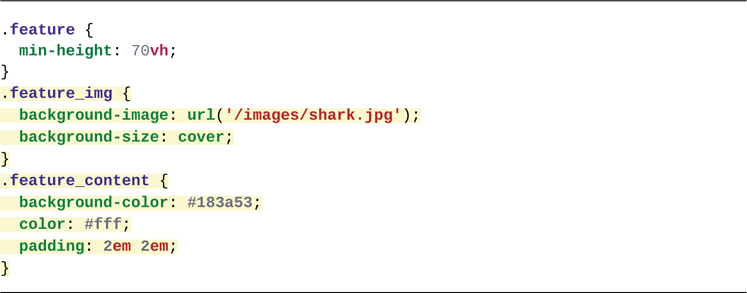 .feature {
  min-height: 70vh;
}
.feature_img {
  background-image: url('/images/shark.jpg');
  background-size: cover;
}
.feature_content {
  background-color: #183a53;
  color: #fff;
  padding: 2em 2em;
}